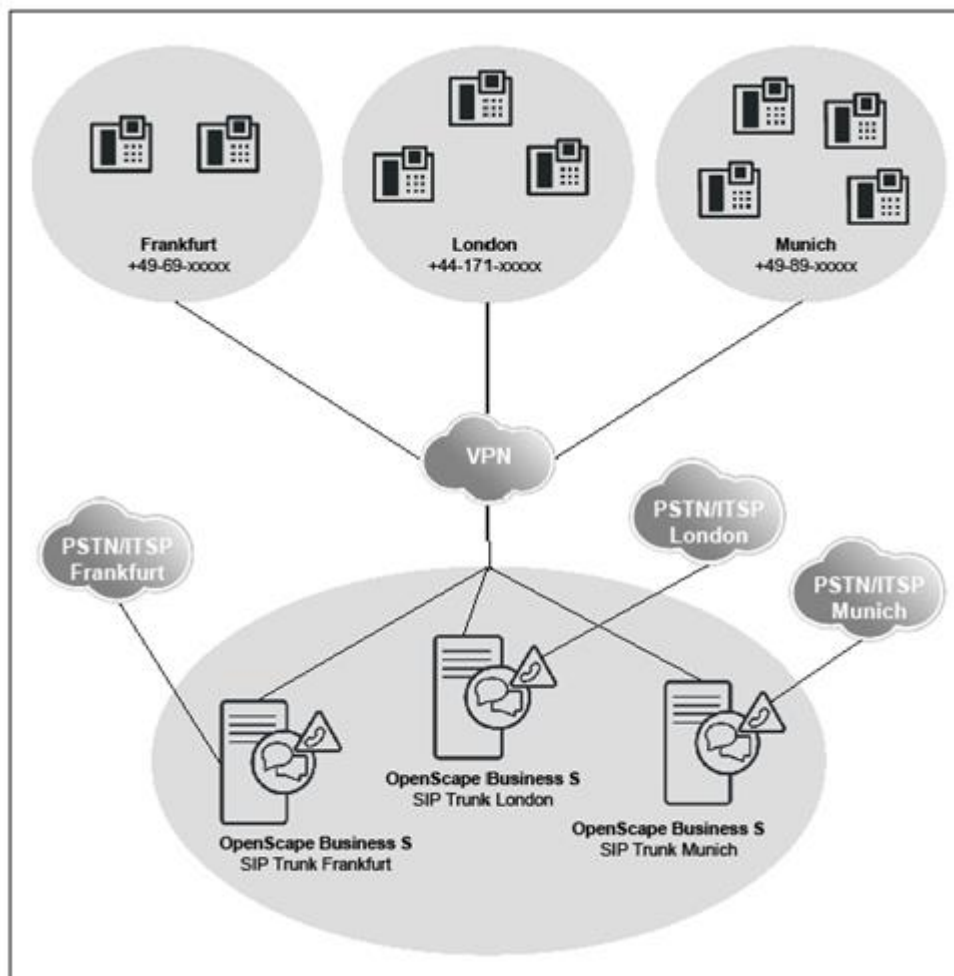 Frankfurt
+49-69-xxxxx
London
+44-171-xxxxx
Munich
+49-89-xxxxx
VPN
PSTN/ITSP
London
PSTN/ITSP
Frankfurt
PSTN/ITSP
Munich
OpenScape Business S
SIP Trunk London
OpenScape Business S
SIP Trunk Frankfurt
OpenScape Business S
SIP Trunk Munich